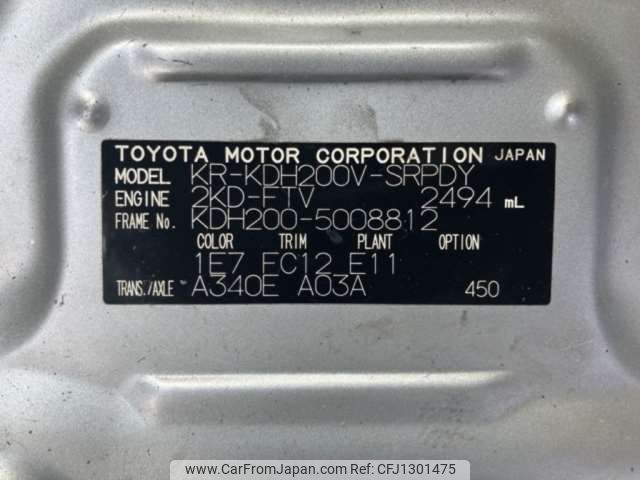 TOYOTA MOTOR CORPORATION JAPAN
MODEL KR-KDH200V-SRPDY
ENGINE 2KD-FTV 2494 mL
FRAME No. KDH200-5008812
COLOR TRIM PLANT OPTION
1E7 FC12 E11
TRANS./AXLE A340E A03A 450
www.CarFromJapan.com - Ref No. CFJ1301475